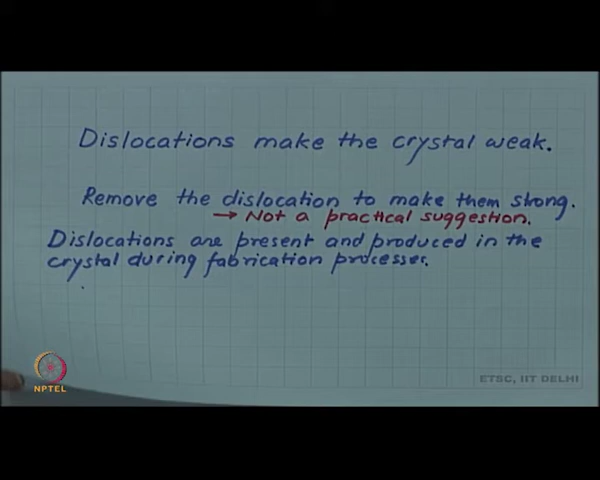 Dislocations make the crystal weak.
Remove the dislocation to make them strong.
→ Not a practical suggestion.
Dislocations are present and produced in the
crystal during fabrication processes.
NPTEL
ETSC, IIT DELHI